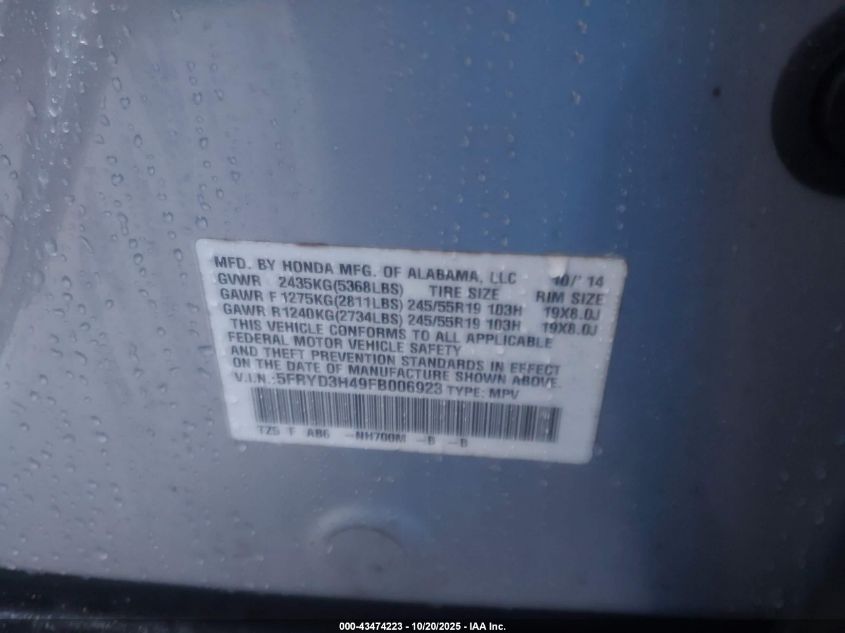 MFD. BY HONDA MFG. OF ALABAMA, LLC 10/'14
GVWR 2435KG(5368LBS) TIRE SIZE RIM SIZE
GAWR F 1275KG(2811LBS) 245/55R19 103H 19X8.0J
GAWR R1240KG(2734LBS) 245/55R19 103H 19X8.0J
THIS VEHICLE CONFORMS TO ALL APPLICABLE
FEDERAL MOTOR VEHICLE SAFETY
AND THEFT PREVENTION STANDARDS IN EFFECT
ON THE DATE OF MANUFACTURE SHOWN ABOVE.
V.I.N.:5FRYD3H49FB006923 TYPE: MPV
TZ5 F AB6 -NH700M -B -B
000-43474223 - 10/20/2025 - IAA Inc.